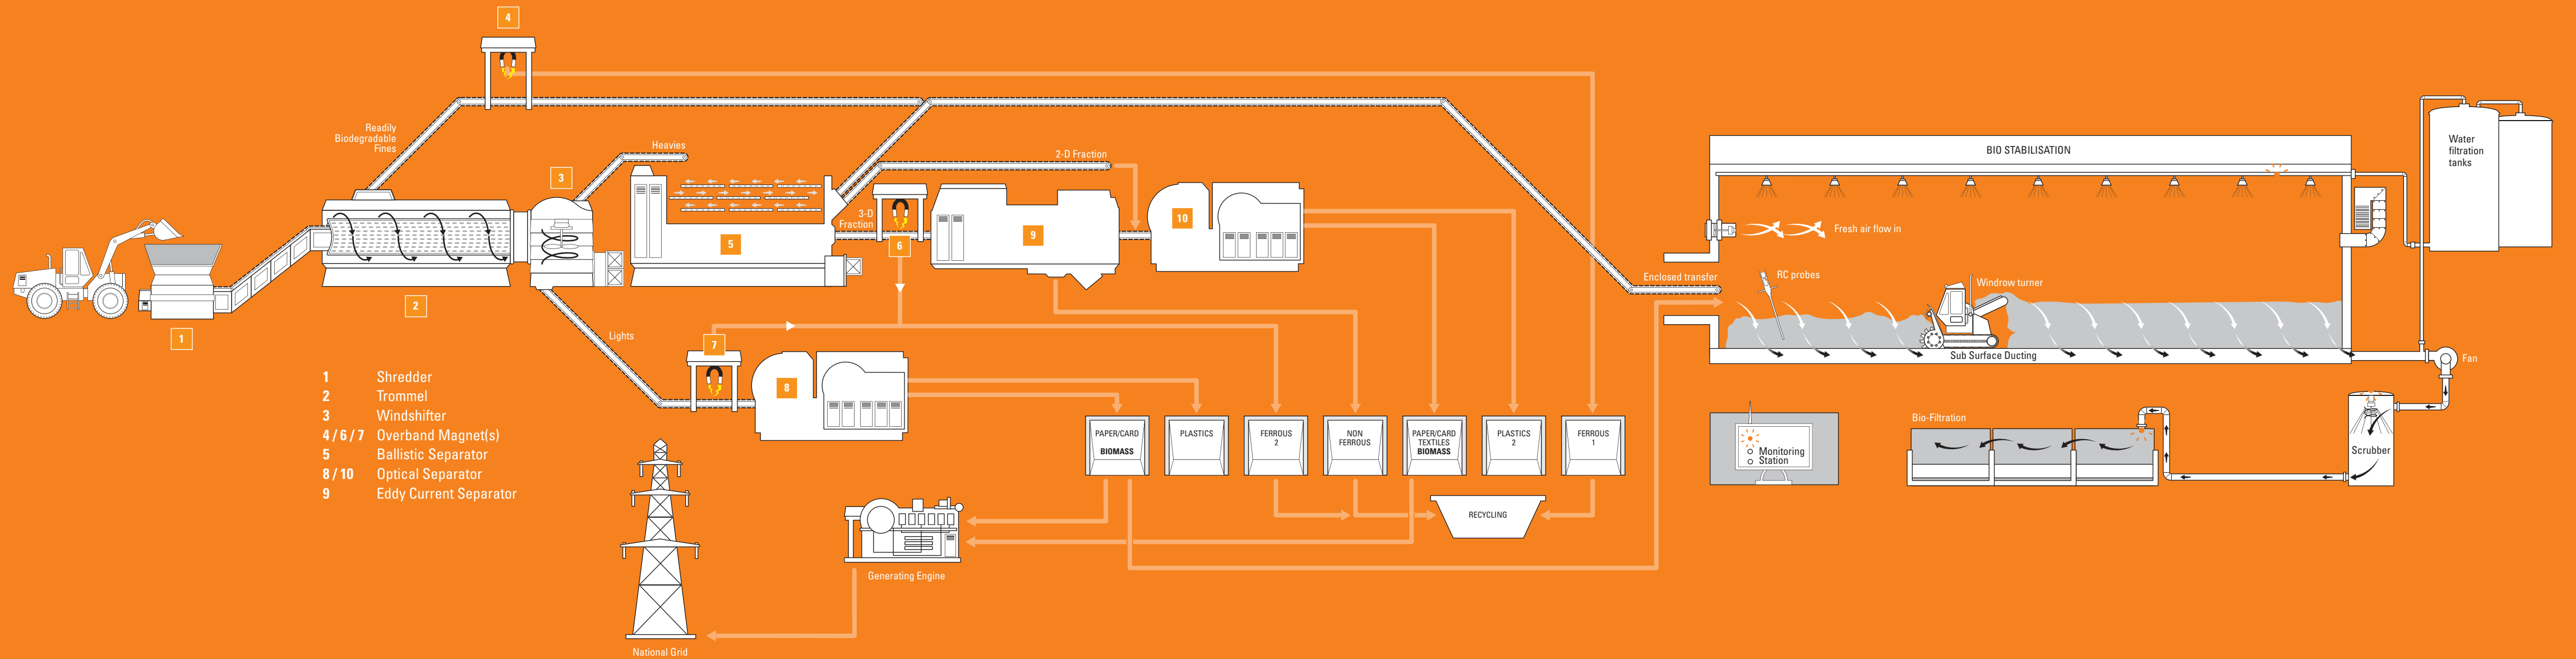 4
Readily
Biodegradable
Fines
Heavies
2-D Fraction
3
3-D
Fraction
5
6
9
10
1
2
Lights
7
8
1 Shredder
2 Trommel
3 Windshifter
4 / 6 / 7 Overband Magnet(s)
5 Ballistic Separator
8 / 10 Optical Separator
9 Eddy Current Separator
PAPER/CARD
BIOMASS
PLASTICS
FERROUS
2
NON
FERROUS
PAPER/CARD
TEXTILES
BIOMASS
PLASTICS
2
FERROUS
1
RECYCLING
Generating Engine
National Grid
BIO STABILISATION
Water
filtration
tanks
Fresh air flow in
Enclosed transfer
RC probes
Windrow turner
Sub Surface Ducting
Fan
Monitoring
Station
Bio-Filtration
Scrubber